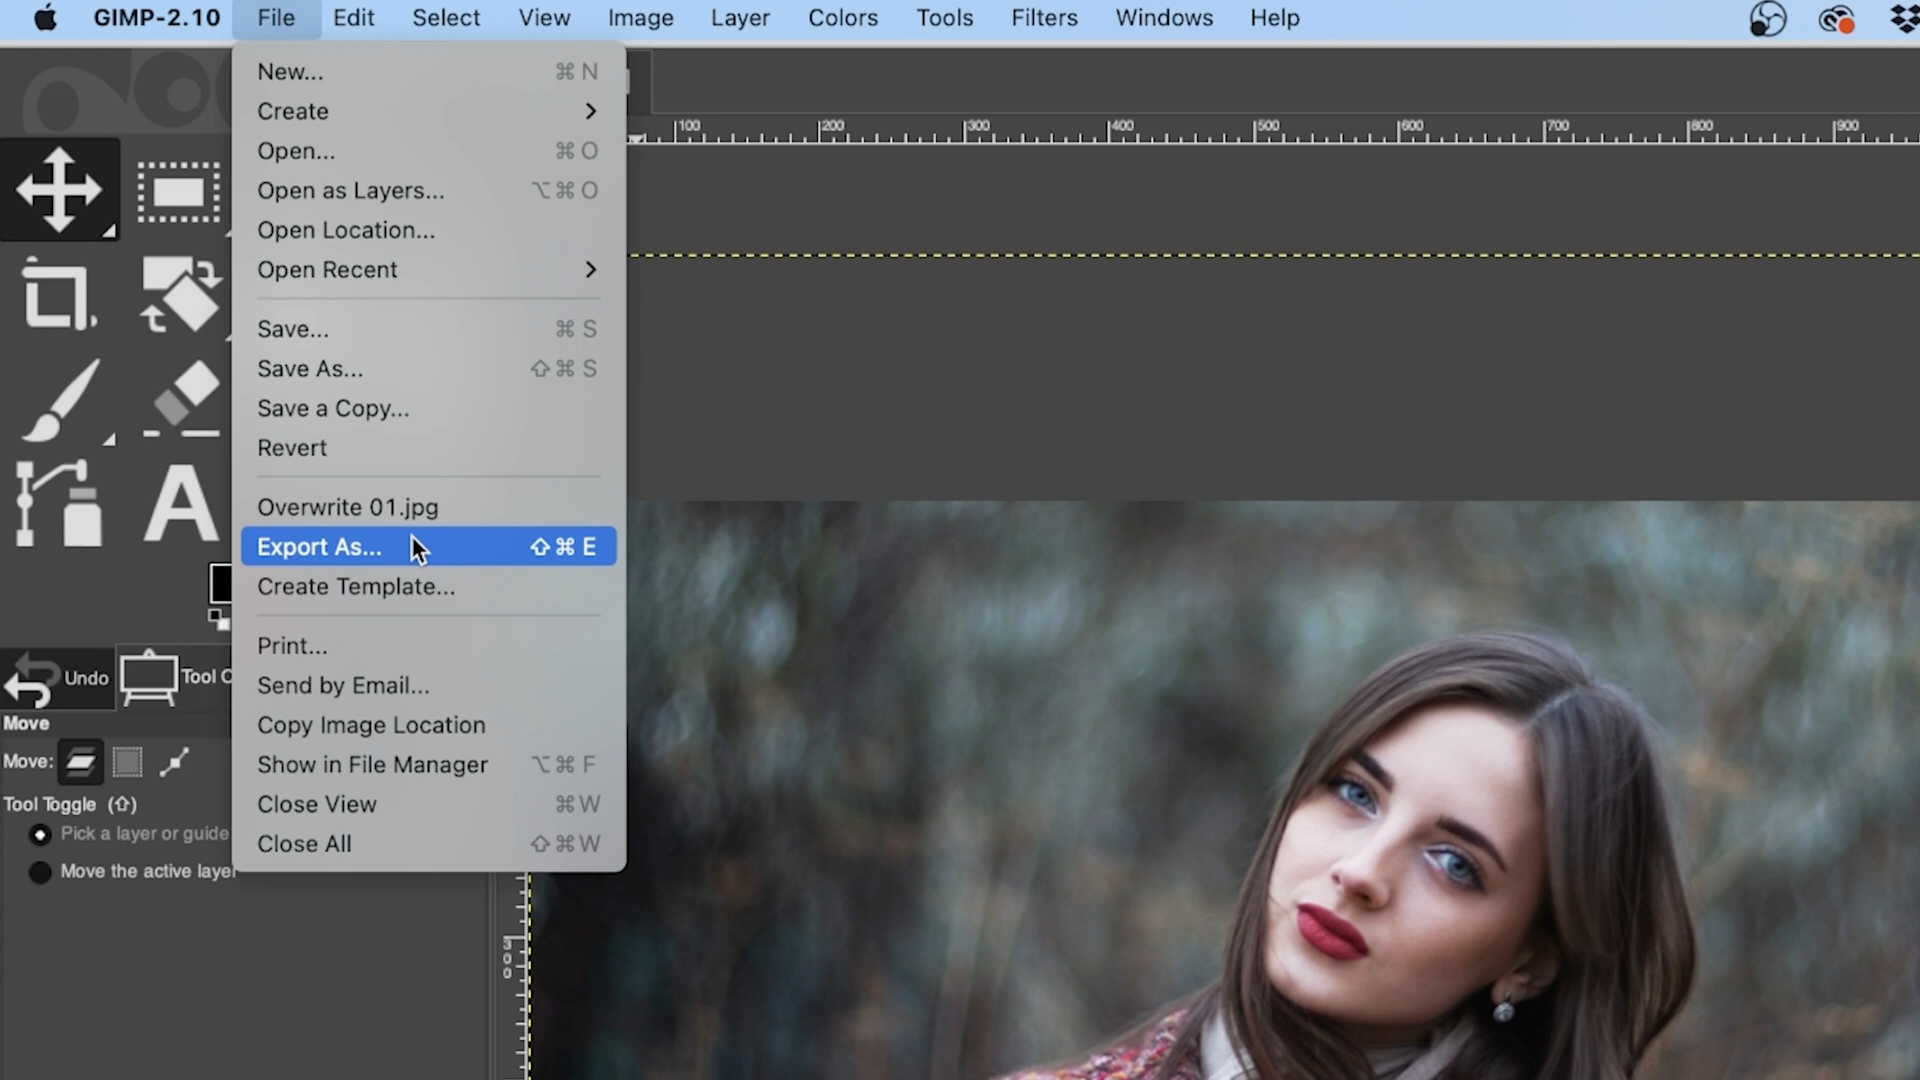 GIMP-2.10 File Edit Select View Image Layer Colors Tools Filters Windows Help
New... ⌘ N
Create
Open... ⌘ O
Open as Layers... ⌥⌘ O
Open Location...
Open Recent
Save... ⌘ S
Save As... ⇧⌘ S
Save a Copy...
Revert
Overwrite 01.jpg
Export As... ⇧⌘ E
Create Template...
Print...
Send by Email...
Copy Image Location
Show in File Manager ⌥⌘ F
Close View ⌘W
Close All ⇧⌘W
100 200 300 400 500 600 700 800 900
A
Undo Tool O
Move
Move:
Tool Toggle (⇧)
Pick a layer or guide
Move the active layer
300